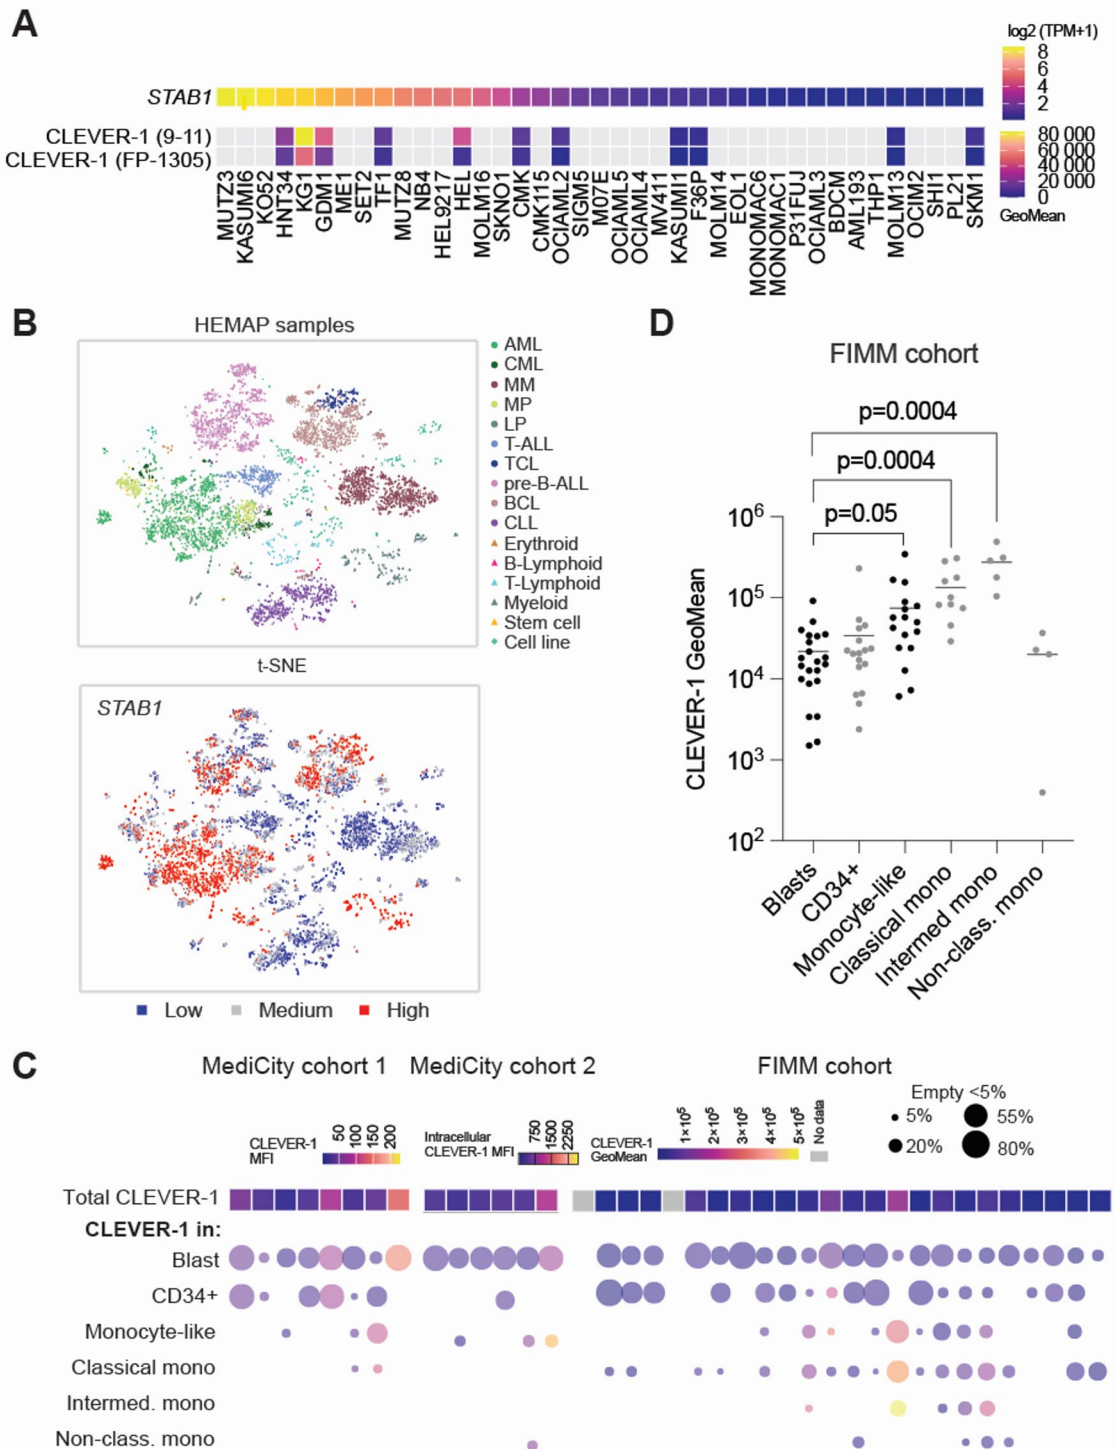 A
log2 (TPM+1)
8
6
4
2
STAB1
CLEVER-1 (9-11)
CLEVER-1 (FP-1305)
80 000
60 000
40 000
20 000
0
GeoMean
MUTZ3
KASUMI6
KO52
HNT34
KG1
GDM1
ME1
SET2
TF1
MUTZ8
NB4
HEL9217
HEL
MOLM16
SKNO1
CMK
CMK115
OCIAML2
SIGM5
M07E
OCIAML5
OCIAML4
MV411
KASUMI1
F36P
MOLM14
EOL1
MONOMAC6
MONOMAC1
P31FUJ
OCIAML3
BDCM
AML193
THP1
MOLM13
OCIM2
SHI1
PL21
SKM1
B
HEMAP samples
AML
CML
MM
MP
LP
T-ALL
TCL
pre-B-ALL
BCL
CLL
Erythroid
B-Lymphoid
T-Lymphoid
Myeloid
Stem cell
Cell line
t-SNE
STAB1
Low Medium High
D
FIMM cohort
p=0.0004
p=0.0004
p=0.05
CLEVER-1 GeoMean
10⁶
10⁵
10⁴
10³
10²
Blasts
CD34+
Monocyte-like
Classical mono
Intermed mono
Non-class. mono
C
MediCity cohort 1 MediCity cohort 2 FIMM cohort
CLEVER-1
MFI
50
100
150
200
Intracellular
CLEVER-1 MFI
750
1500
2250
CLEVER-1
GeoMean
1×10⁵
2×10⁵
3×10⁵
4×10⁵
5×10⁵
No data
Empty <5%
5% 55%
20% 80%
Total CLEVER-1
CLEVER-1 in:
Blast
CD34+
Monocyte-like
Classical mono
Intermed. mono
Non-class. mono